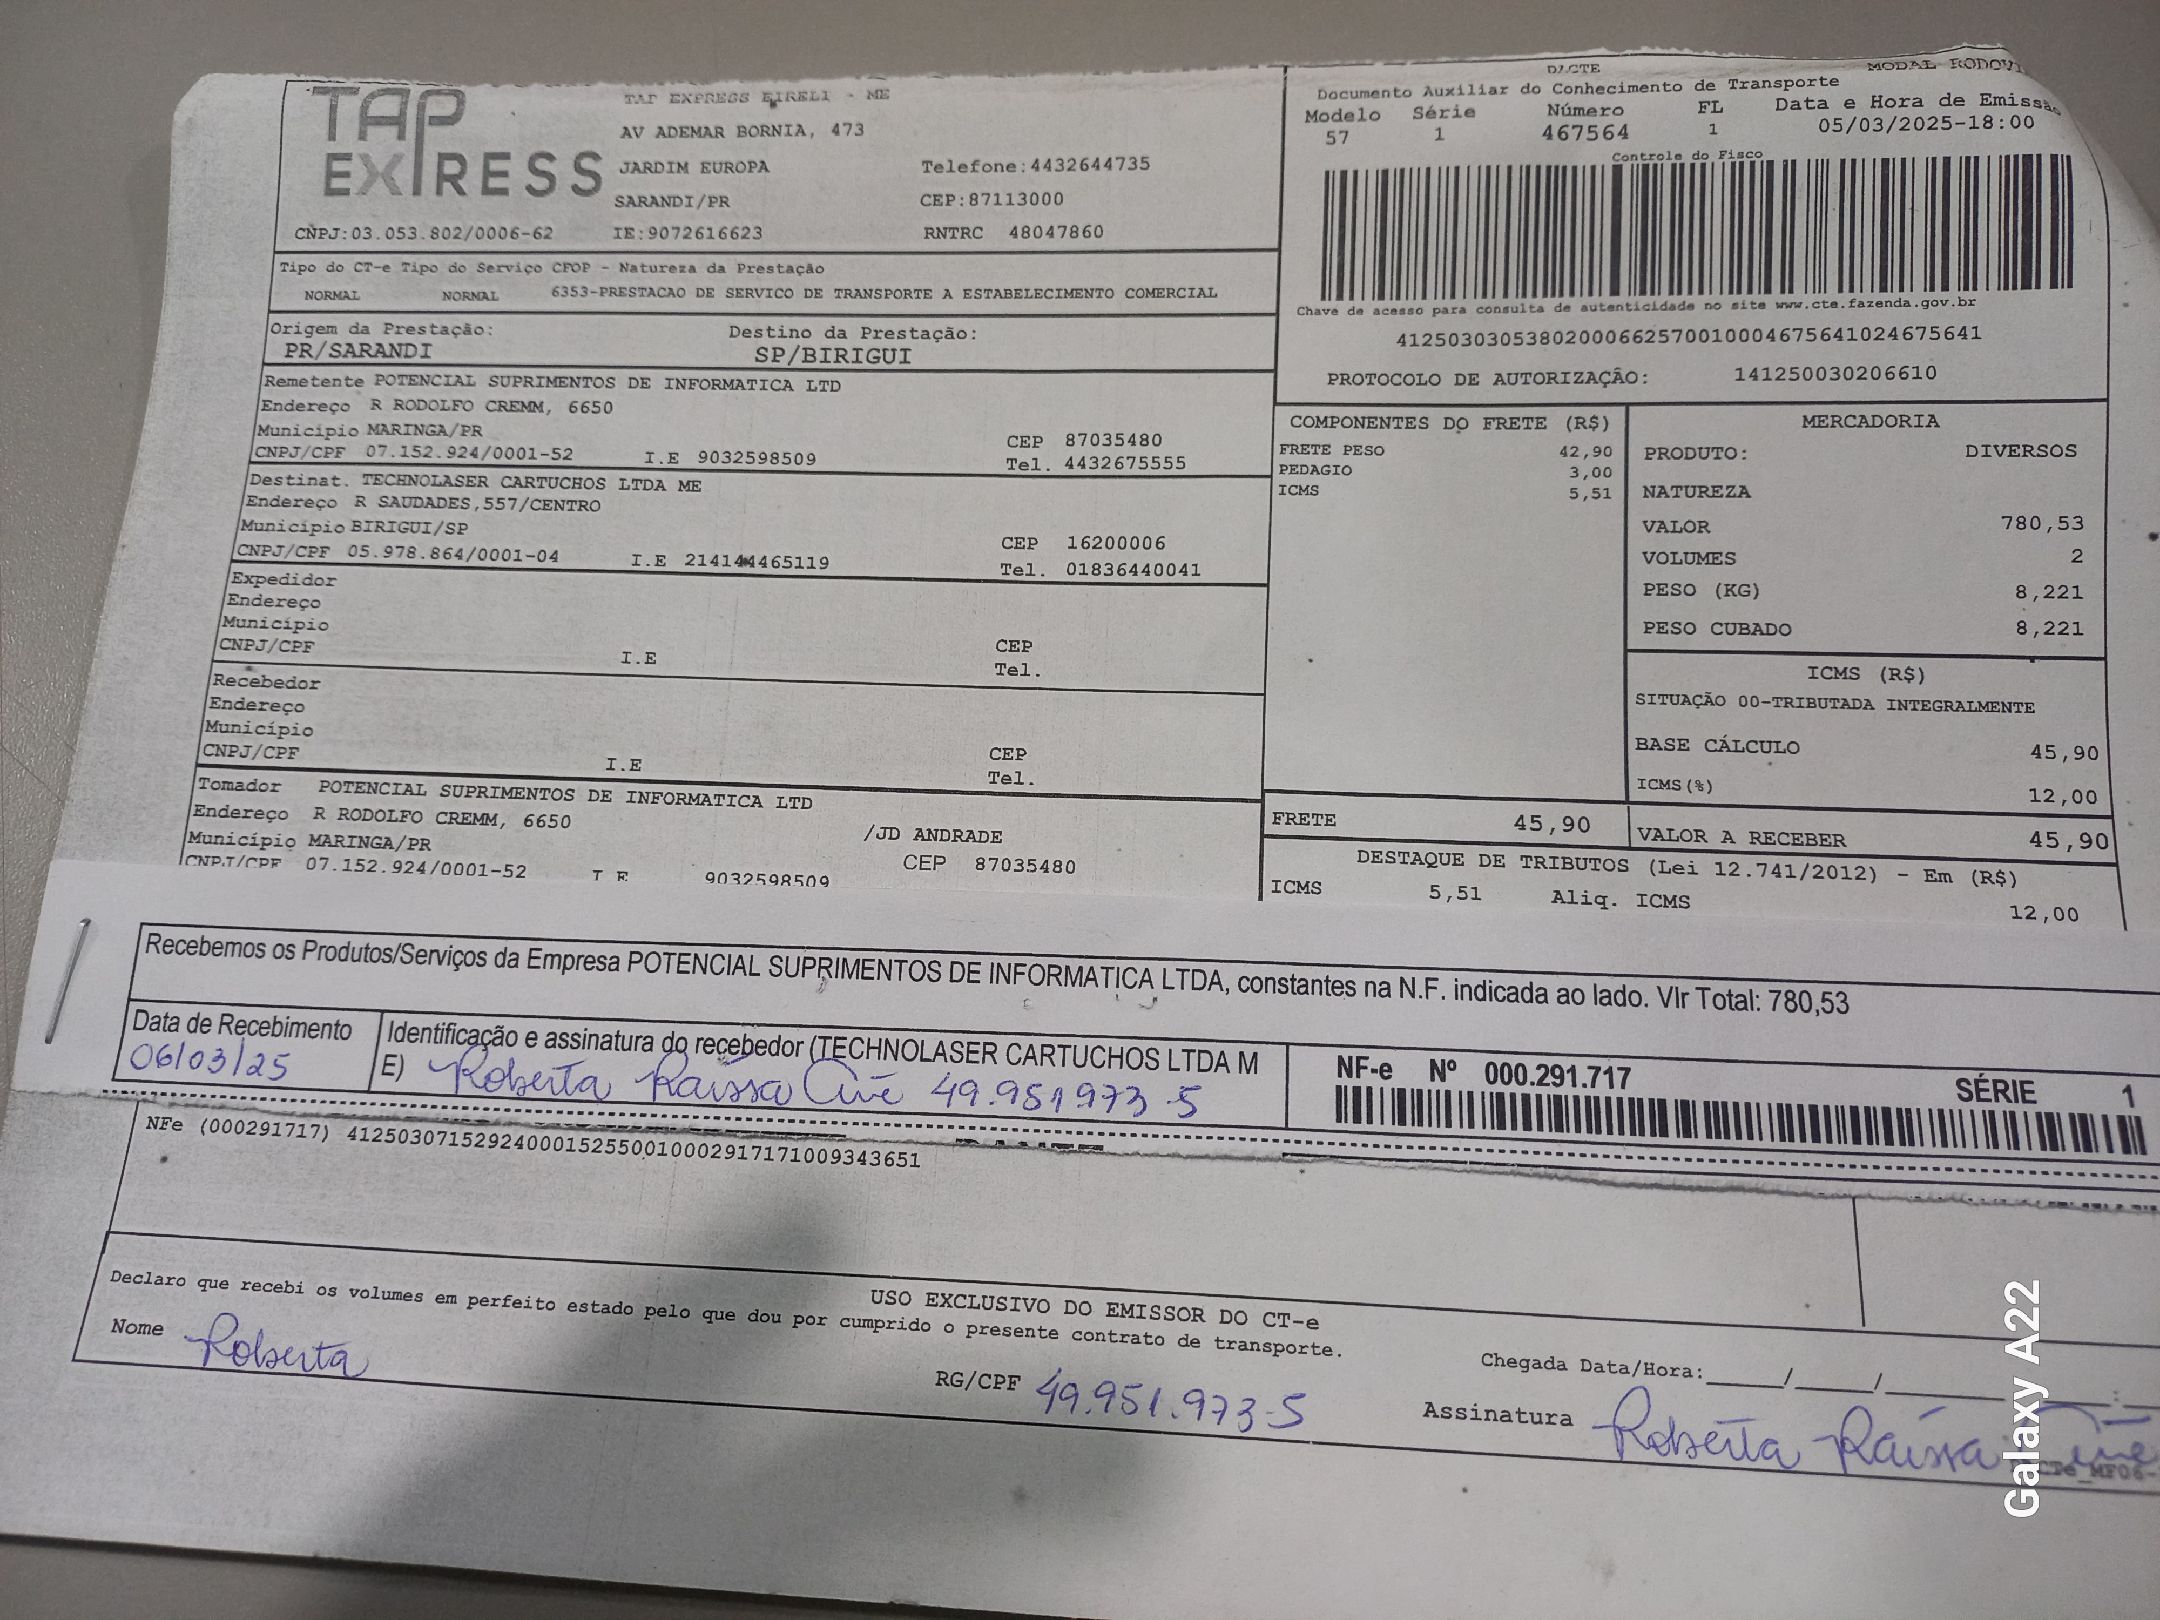 TAP
EXPRESS
TAP EXPRESS EIRELI - ME
AV ADEMAR BORNIA, 473
JARDIM EUROPA Telefone:4432644735
SARANDI/PR CEP:87113000
CNPJ:03.053.802/0006-62 IE:9072616623 RNTRC 48047860
Tipo do CT-e Tipo do Serviço CFOP - Natureza da Prestação
NORMAL NORMAL 6353-PRESTACAO DE SERVICO DE TRANSPORTE A ESTABELECIMENTO COMERCIAL
Origem da Prestação: Destino da Prestação:
PR/SARANDI SP/BIRIGUI
Remetente POTENCIAL SUPRIMENTOS DE INFORMATICA LTD
Endereço R RODOLFO CREMM, 6650
Município MARINGA/PR CEP 87035480
CNPJ/CPF 07.152.924/0001-52 I.E 9032598509 Tel. 4432675555
Destinat. TECHNOLASER CARTUCHOS LTDA ME
Endereço R SAUDADES,557/CENTRO
Município BIRIGUI/SP CEP 16200006
CNPJ/CPF 05.978.864/0001-04 I.E 214144465119 Tel. 01836440041
Expedidor
Endereço
Município CEP
CNPJ/CPF I.E Tel.
Recebedor
Endereço
Município CEP
CNPJ/CPF I.E Tel.
Tomador POTENCIAL SUPRIMENTOS DE INFORMATICA LTD
Endereço R RODOLFO CREMM, 6650 /JD ANDRADE
Município MARINGA/PR CEP 87035480
CNPJ/CPF 07.152.924/0001-52 I E 9032598509
DACTE MODAL RODOVI
Documento Auxiliar do Conhecimento de Transporte
Modelo Série Número FL Data e Hora de Emissão
57 1 467564 1 05/03/2025-18:00
Controle do Fisco
Chave de acesso para consulta de autenticidade no site www.cte.fazenda.gov.br
41250303053802000662570010004675641024675641
PROTOCOLO DE AUTORIZAÇÃO: 141250030206610
COMPONENTES DO FRETE (R$)
FRETE PESO 42,90
PEDAGIO 3,00
ICMS 5,51
MERCADORIA
PRODUTO: DIVERSOS
NATUREZA
VALOR 780,53
VOLUMES 2
PESO (KG) 8,221
PESO CUBADO 8,221
ICMS (R$)
SITUAÇÃO 00-TRIBUTADA INTEGRALMENTE
BASE CÁLCULO 45,90
ICMS(%) 12,00
FRETE 45,90 VALOR A RECEBER 45,90
DESTAQUE DE TRIBUTOS (Lei 12.741/2012) - Em (R$)
ICMS 5,51 Aliq. ICMS 12,00
Recebemos os Produtos/Serviços da Empresa POTENCIAL SUPRIMENTOS DE INFORMATICA LTDA, constantes na N.F. indicada ao lado. Vlr Total: 780,53
Data de Recebimento Identificação e assinatura do recebedor (TECHNOLASER CARTUCHOS LTDA M
06/03/25 E) Roberta Raíssa 49.951973-5
NF-e Nº 000.291.717 SÉRIE 1
NFe (000291717) 41250307152924000152550010002917171009343651
USO EXCLUSIVO DO EMISSOR DO CT-e
Declaro que recebi os volumes em perfeito estado pelo que dou por cumprido o presente contrato de transporte.
Nome Roberta RG/CPF 49.951.973-5 Chegada Data/Hora:_____/_____/_____ :
Assinatura Roberta Raíssa
Galaxy A22